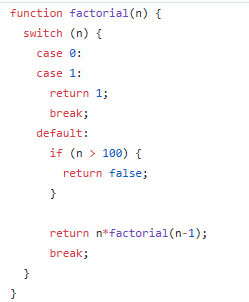 function factorial(n) {
  switch (n) {
    case 0:
    case 1:
      return 1;
      break;
    default:
      if (n > 100) {
        return false;
      }

      return n*factorial(n-1);
      break;
  }
}